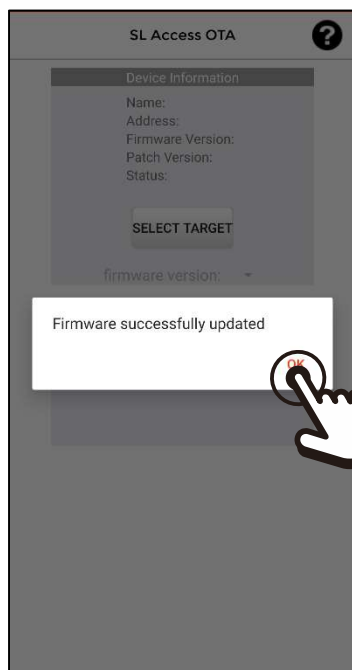 SL Access OTA ?
Device Information
Name:
Address:
Firmware Version:
Patch Version:
Status:
SELECT TARGET
firmware version:
Firmware successfully updated
OK